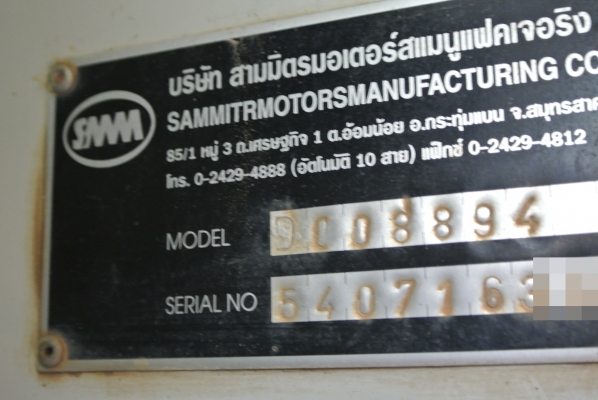 SMM
บริษัท สามมิตรมอเตอร์สแมนูแฟคเจอริง
SAMMITRMOTORSMANUFACTURING CO
85/1 หมู่ 3 ถ.เศรษฐกิจ 1 ต.อ้อมน้อย อ.กระทุ่มแบน จ.สมุทรสาค
โทร. 0-2429-4888 (อัตโนมัติ 10 สาย) แฟ๊กซ์ 0-2429-4812
MODEL DC08894
SERIAL NO 5407163